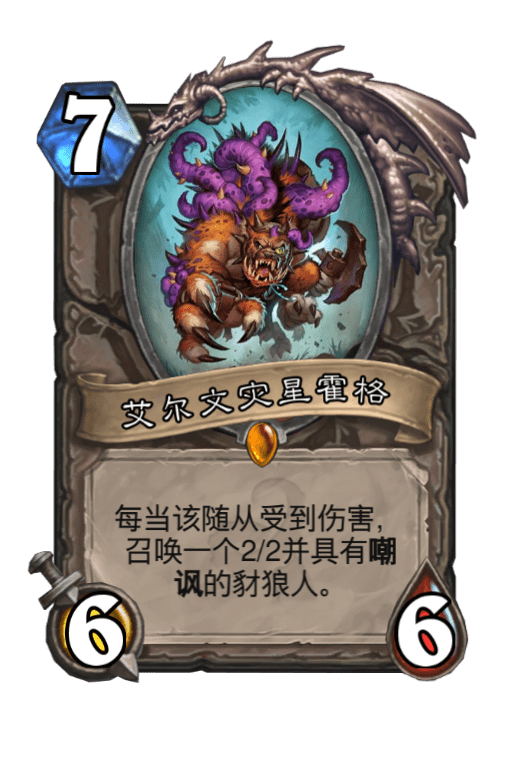 7
艾尔文灾星霍格
每当该随从受到伤害，
召唤一个2/2并具有嘲
讽的豺狼人。
6
6